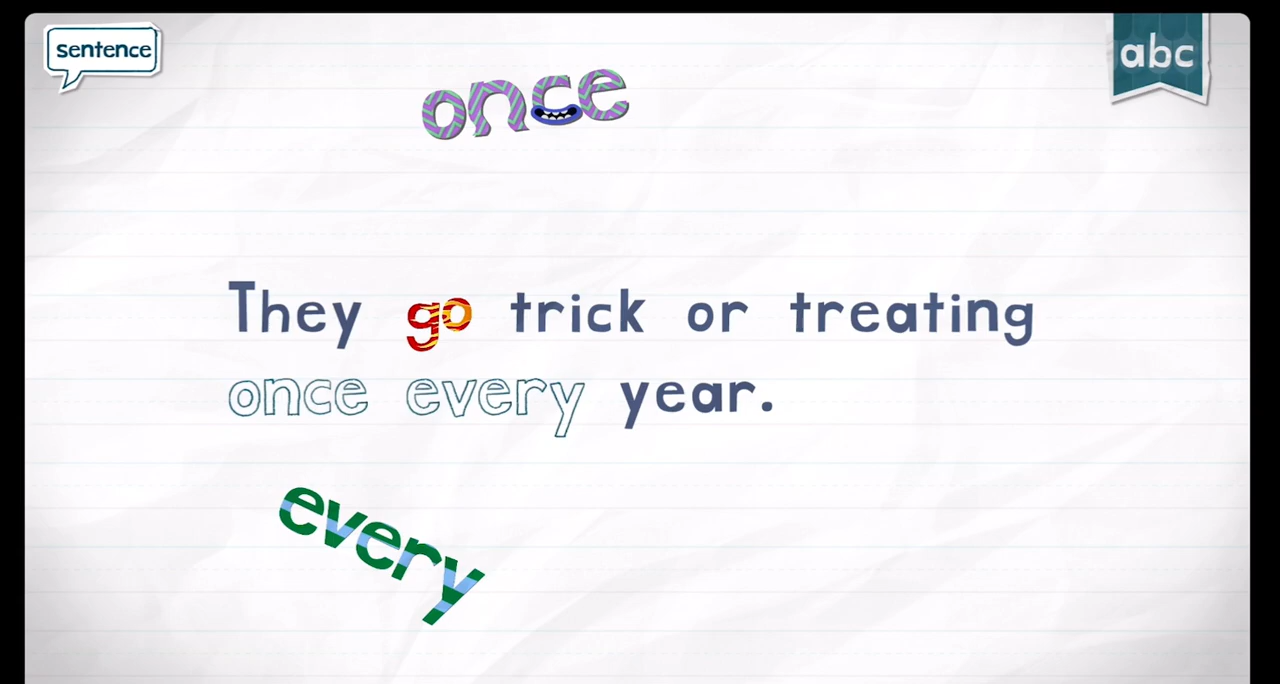 sentence
abc
once
They go trick or treating
once every year.
every